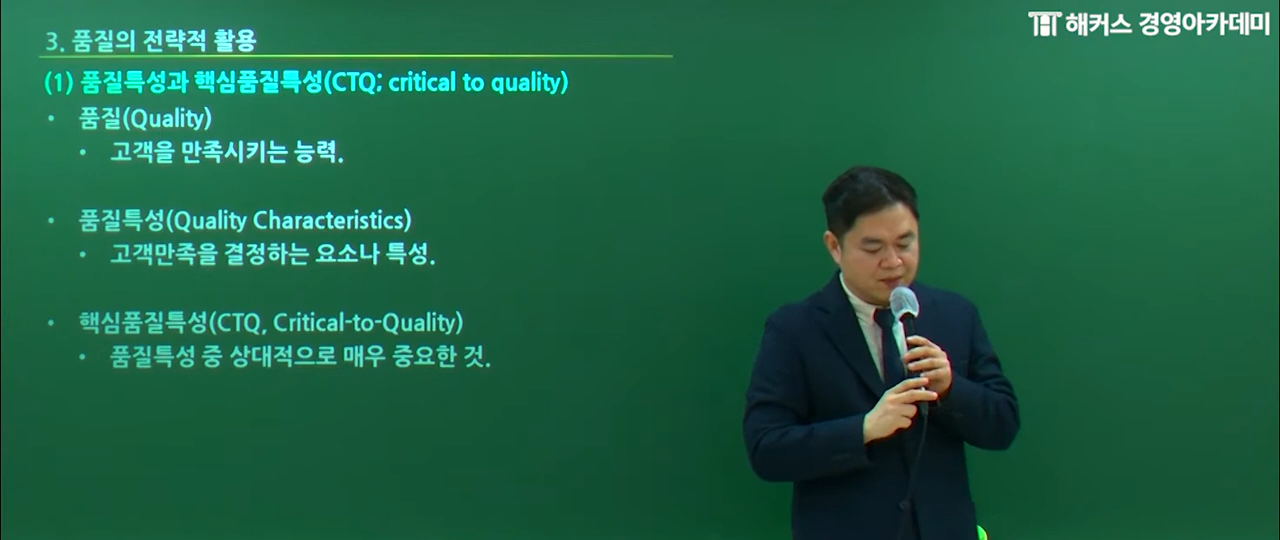 해커스 경영아카데미
3. 품질의 전략적 활용
(1) 품질특성과 핵심품질특성(CTQ; critical to quality)
• 품질(Quality)
• 고객을 만족시키는 능력.
• 품질특성(Quality Characteristics)
• 고객만족을 결정하는 요소나 특성.
• 핵심품질특성(CTQ, Critical-to-Quality)
• 품질특성 중 상대적으로 매우 중요한 것.